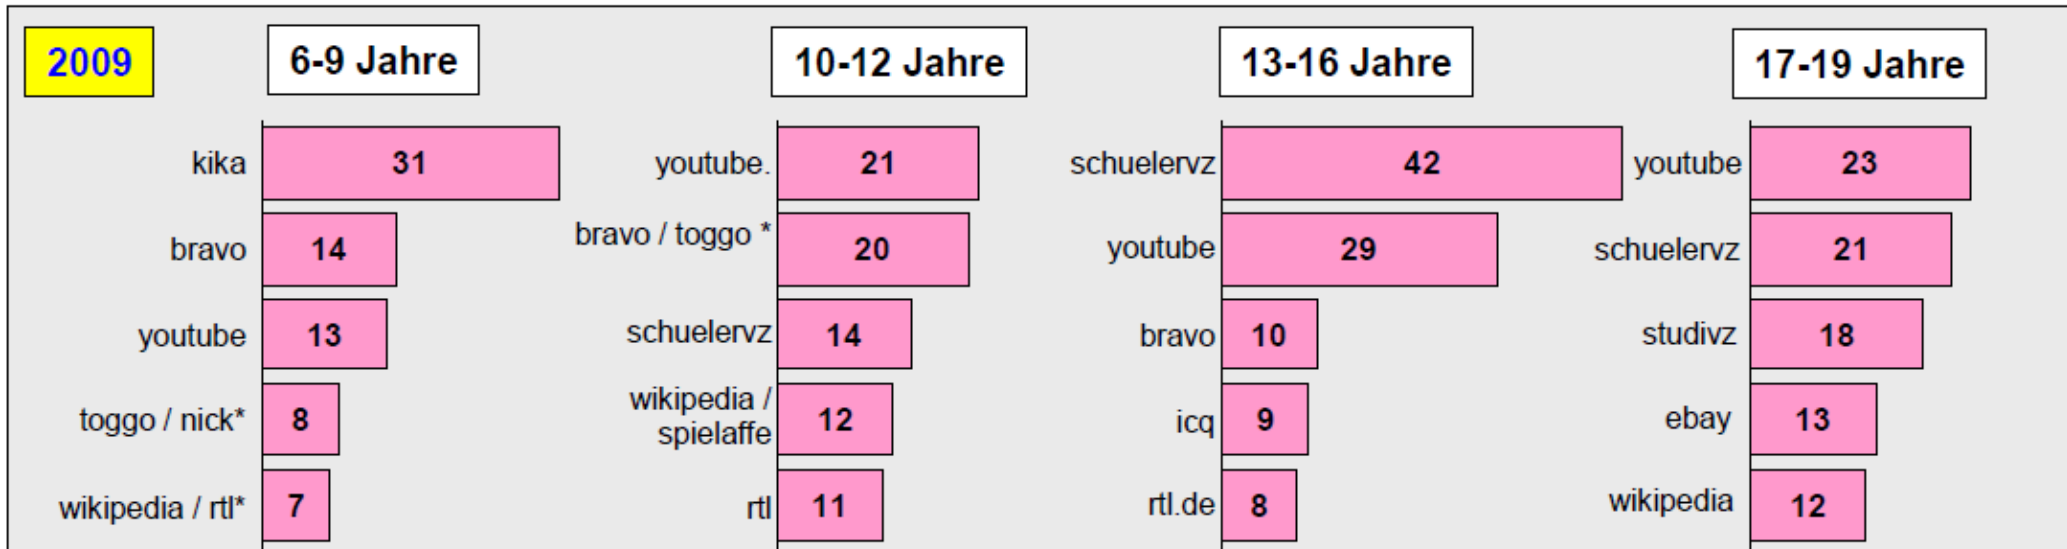 2009
6-9 Jahre
kika
31
bravo
14
youtube
13
toggo / nick*
8
wikipedia / rtl*
7
10-12 Jahre
youtube.
21
bravo / toggo *
20
schuelervz
14
wikipedia /
spielaffe
12
rtl
11
13-16 Jahre
schuelervz
42
youtube
29
bravo
10
icq
9
rtl.de
8
17-19 Jahre
youtube
23
schuelervz
21
studivz
18
ebay
13
wikipedia
12